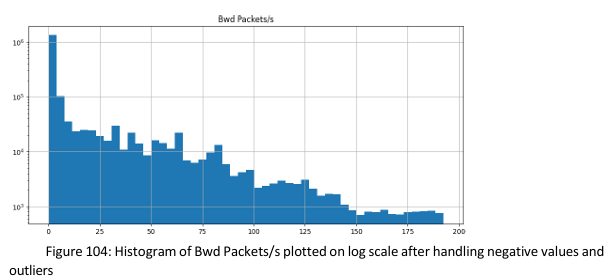 Bwd Packets/s
10⁶
10⁵
10⁴
10³
0 25 50 75 100 125 150 175 200
Figure 104: Histogram of Bwd Packets/s plotted on log scale after handling negative values and
outliers